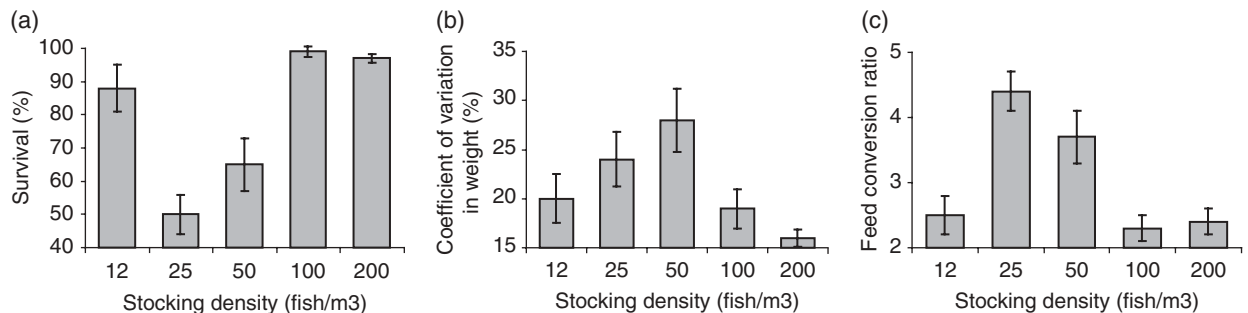 (a)
Survival (%)
100
90
80
70
60
50
40
12 25 50 100 200
Stocking density (fish/m3)
(b)
Coefficient of variation
in weight (%)
35
30
25
20
15
12 25 50 100 200
Stocking density (fish/m3)
(c)
Feed conversion ratio
5
4
3
2
12 25 50 100 200
Stocking density (fish/m3)